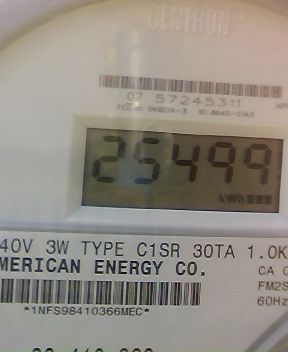 CENTRON
07 57245311
25499
kWh
40V 3W TYPE C1SR 30TA 1.0K
MERICAN ENERGY CO.
CA
FM2S
60Hz
*1NFS98410366MEC*